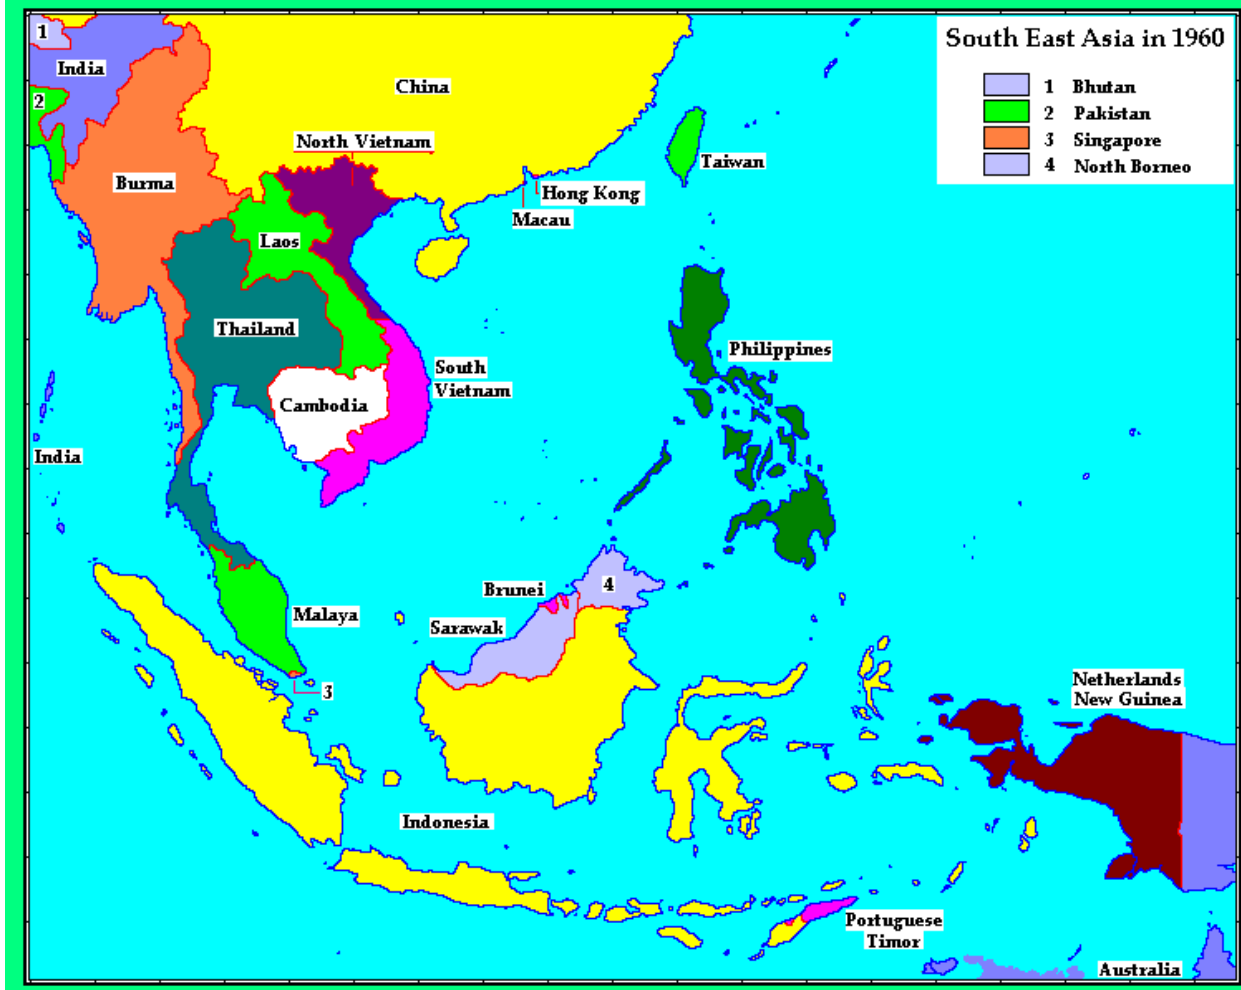 South East Asia in 1960
1 Bhutan
2 Pakistan
3 Singapore
4 North Borneo
1
India
China
2
North Vietnam
Taiwan
Burma
Hong Kong
Macau
Laos
Thailand
Philippines
South
Vietnam
Cambodia
India
Brunei
4
Malaya
Sarawak
3
Netherlands
New Guinea
Indonesia
Portuguese
Timor
Australia